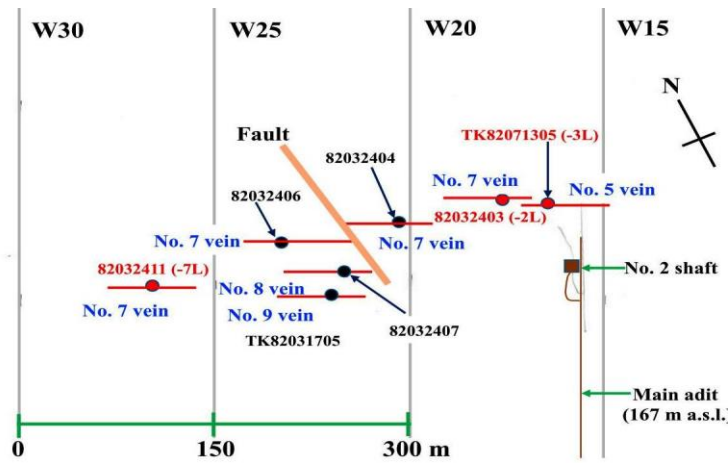 W30
W25
W20
W15
N
TK82071305 (-3L)
Fault
82032404
No. 7 vein
No. 5 vein
82032406
82032403 (-2L)
No. 7 vein
No. 7 vein
82032411 (-7L)
No. 2 shaft
No. 8 vein
No. 7 vein
No. 9 vein
82032407
TK82031705
Main adit
(167 m a.s.l.)
0
150
300 m